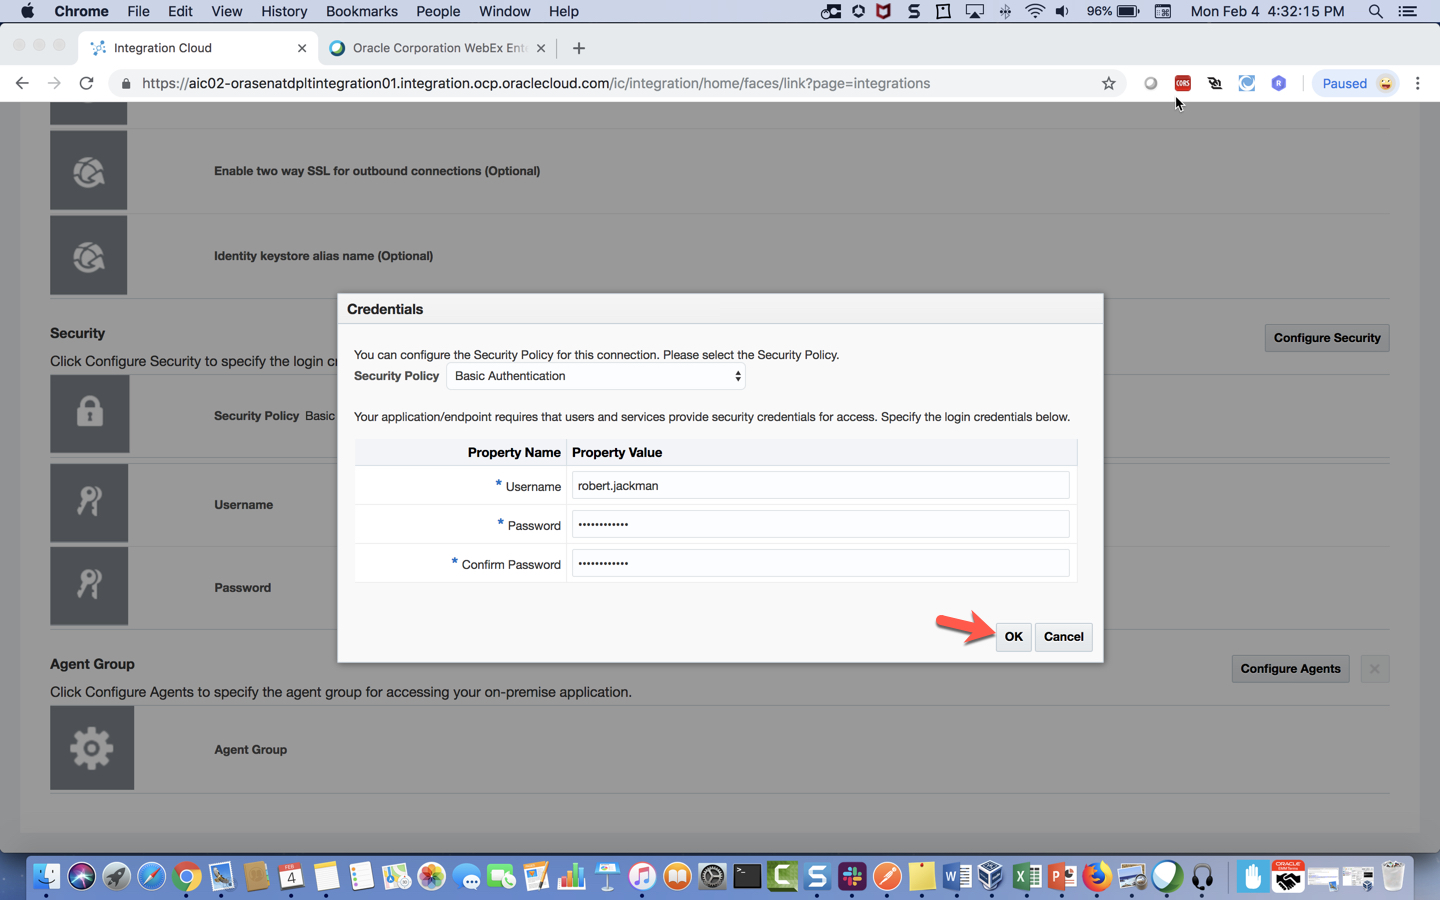 Chrome File Edit View History Bookmarks People Window Help 96% Mon Feb 4 4:32:15 PM
Integration Cloud
Oracle Corporation WebEx Ent
https://aic02-orasenatdpltintegration01.integration.ocp.oraclecloud.com/ic/integration/home/faces/link?page=integrations
CORS
R
Paused
Enable two way SSL for outbound connections (Optional)
Identity keystore alias name (Optional)
Security
Configure Security
Click Configure Security to specify the login cr
Security Policy Basic
Username
Password
Credentials
You can configure the Security Policy for this connection. Please select the Security Policy.
Security Policy Basic Authentication
Your application/endpoint requires that users and services provide security credentials for access. Specify the login credentials below.
Property Name Property Value
* Username robert.jackman
* Password ••••••••••••
* Confirm Password ••••••••••••
OK Cancel
Agent Group
Configure Agents
Click Configure Agents to specify the agent group for accessing your on-premise application.
Agent Group
FEB
4
ORACLE